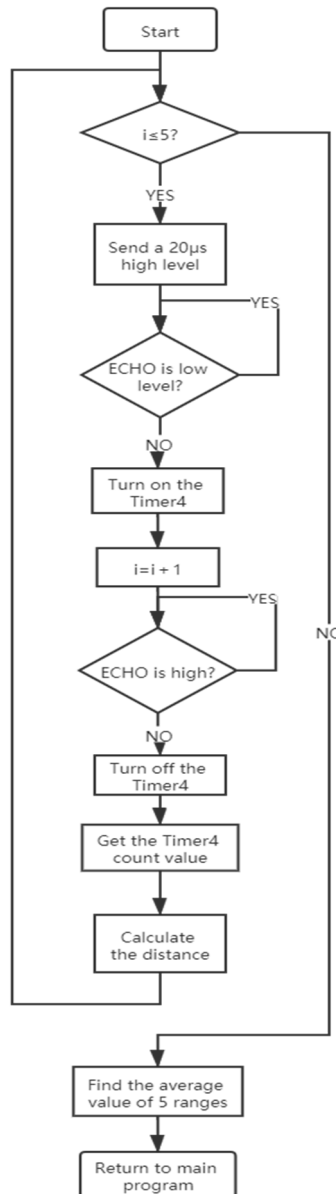 Start
i≤5?
YES
Send a 20μs
high level
YES
ECHO is low
level?
NO
Turn on the
Timer4
i=i + 1
YES
NO
ECHO is high?
NO
Turn off the
Timer4
Get the Timer4
count value
Calculate
the distance
Find the average
value of 5 ranges
Return to main
program